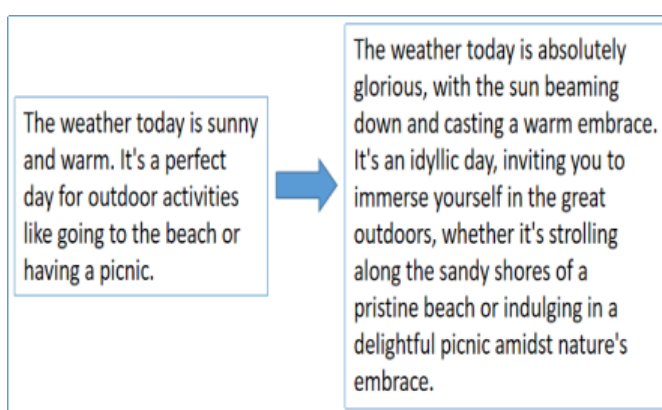 The weather today is sunny
and warm. It's a perfect
day for outdoor activities
like going to the beach or
having a picnic.
The weather today is absolutely
glorious, with the sun beaming
down and casting a warm embrace.
It's an idyllic day, inviting you to
immerse yourself in the great
outdoors, whether it's strolling
along the sandy shores of a
pristine beach or indulging in a
delightful picnic amidst nature's
embrace.